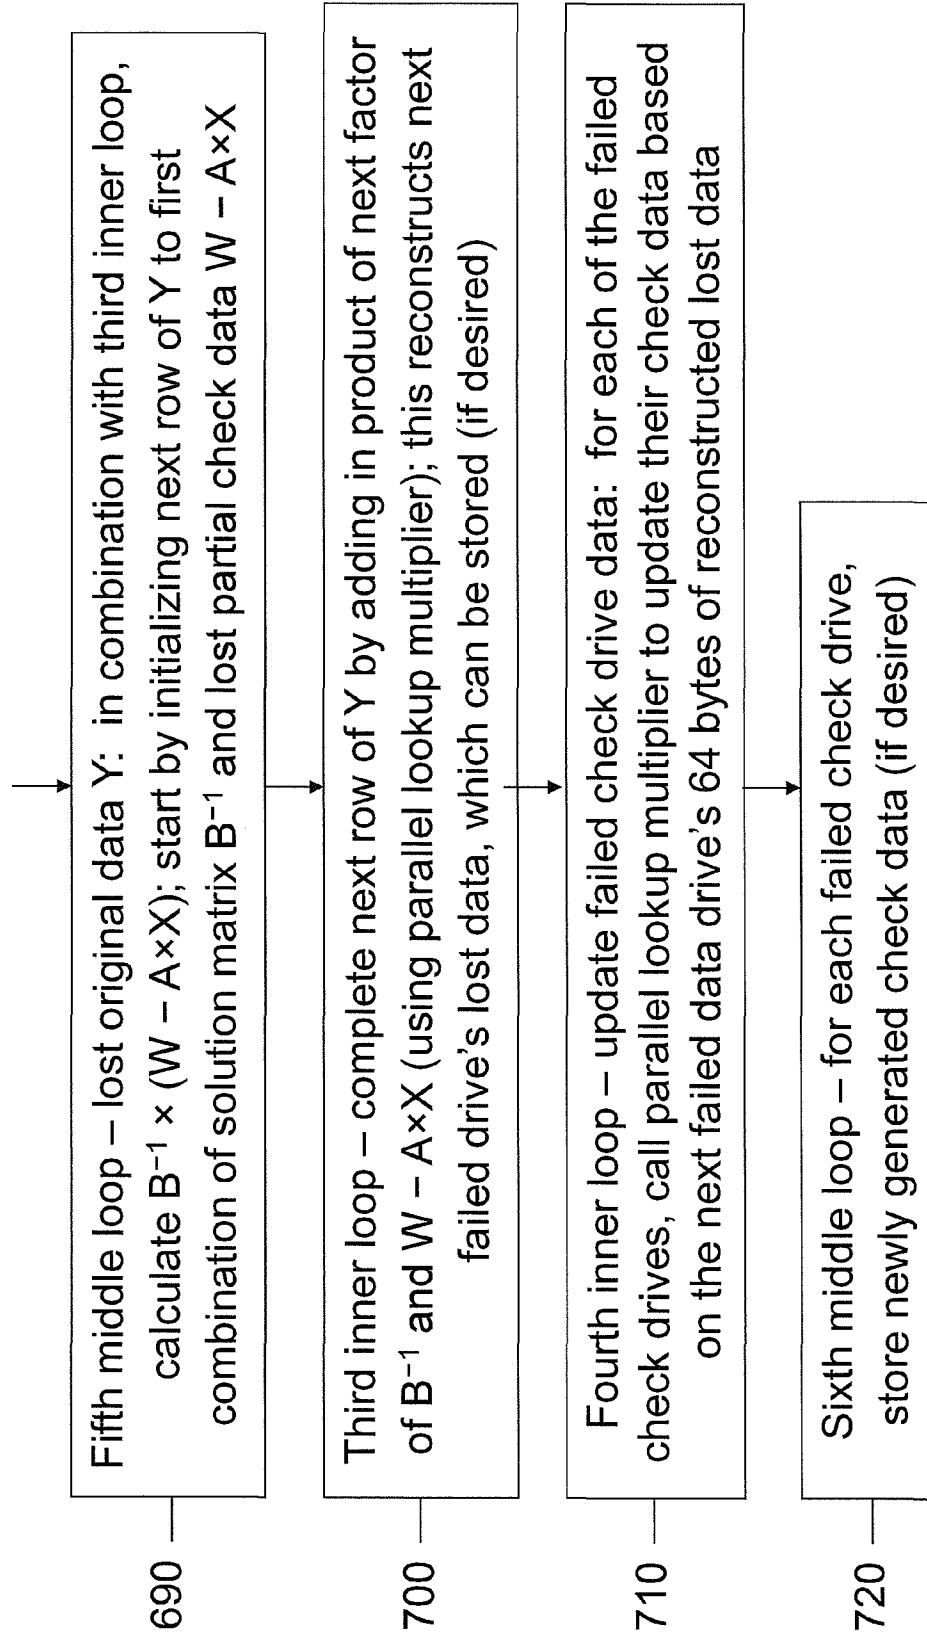 690
Fifth middle loop – lost original data Y: in combination with third inner loop,
calculate B⁻¹ × (W – A×X); start by initializing next row of Y to first
combination of solution matrix B⁻¹ and lost partial check data W – A×X
700
Third inner loop – complete next row of Y by adding in product of next factor
of B⁻¹ and W – A×X (using parallel lookup multiplier); this reconstructs next
failed drive's lost data, which can be stored (if desired)
710
Fourth inner loop – update failed check drive data: for each of the failed
check drives, call parallel lookup multiplier to update their check data based
on the next failed data drive's 64 bytes of reconstructed lost data
720
Sixth middle loop – for each failed check drive,
store newly generated check data (if desired)